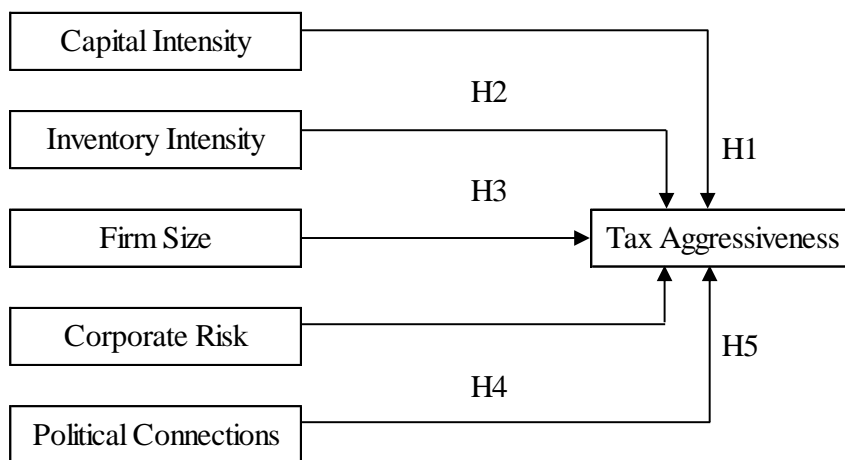 Capital Intensity
H2
Inventory Intensity
H1
H3
Firm Size
Tax Aggressiveness
Corporate Risk
H5
H4
Political Connections